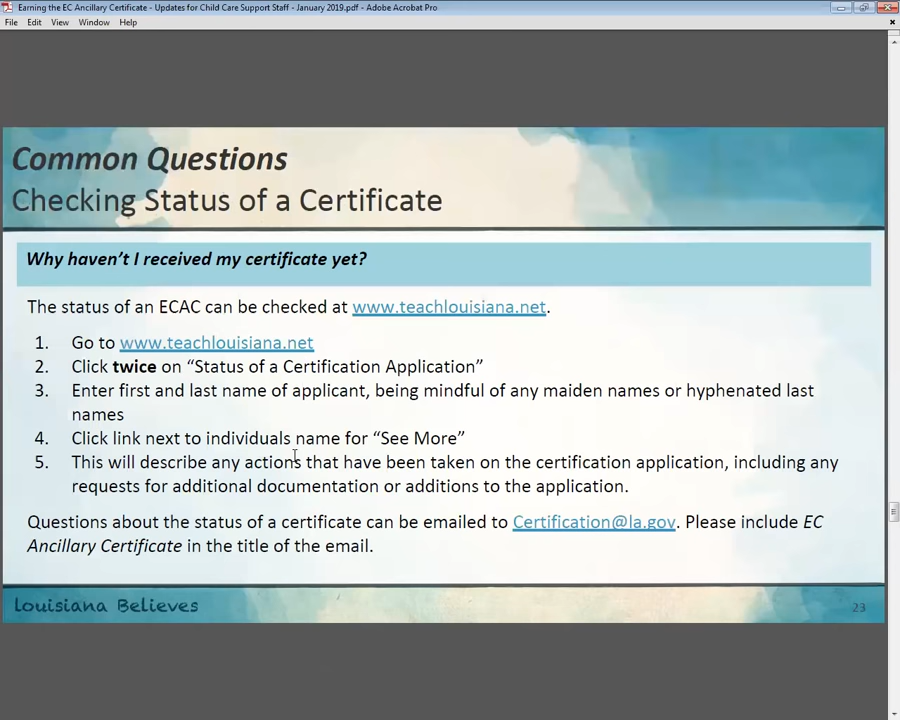 Earning the EC Ancillary Certificate - Updates for Child Care Support Staff - January 2019.pdf - Adobe Acrobat Pro
File Edit View Window Help
Common Questions
Checking Status of a Certificate
Why haven't I received my certificate yet?
The status of an ECAC can be checked at www.teachlouisiana.net.
1. Go to www.teachlouisiana.net
2. Click twice on “Status of a Certification Application”
3. Enter first and last name of applicant, being mindful of any maiden names or hyphenated last
names
4. Click link next to individuals name for “See More”
5. This will describe any actions that have been taken on the certification application, including any
requests for additional documentation or additions to the application.
Questions about the status of a certificate can be emailed to Certification@la.gov. Please include EC
Ancillary Certificate in the title of the email.
Louisiana Believes
23